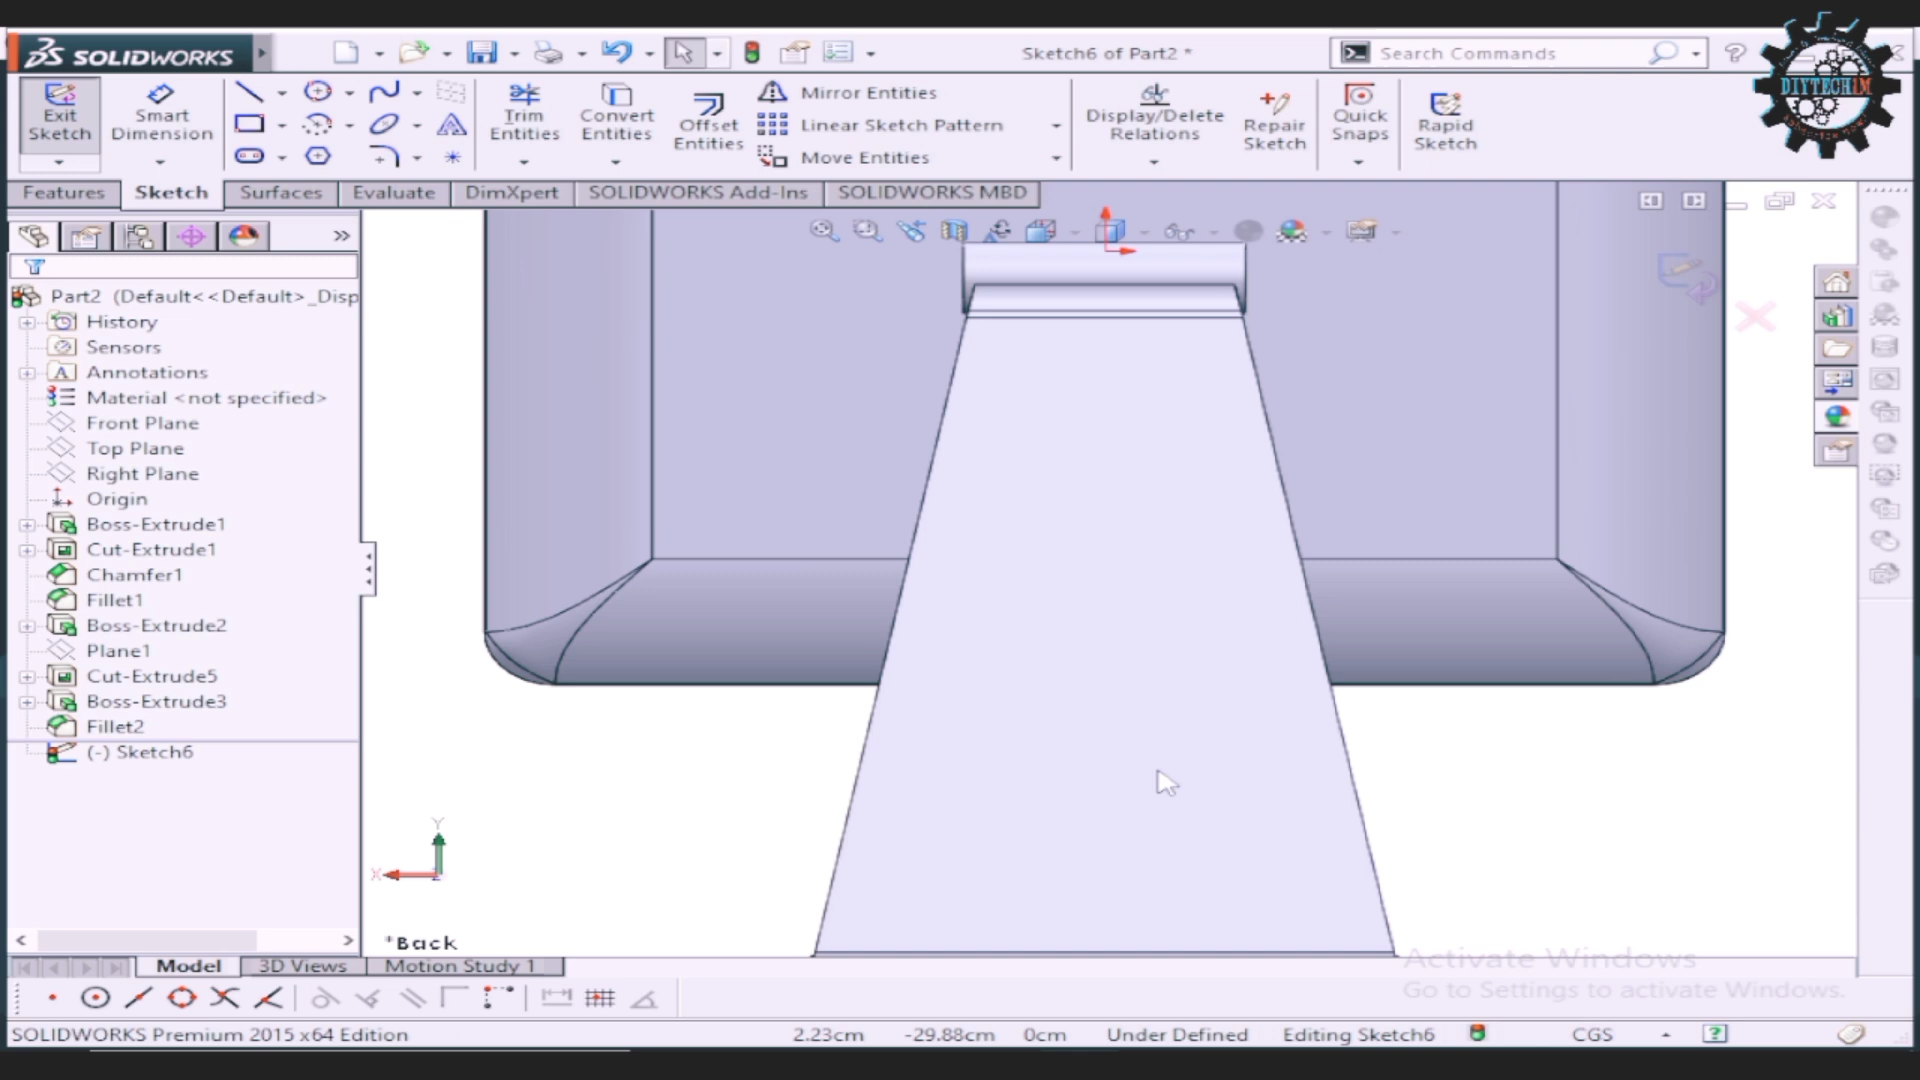 SOLIDWORKS
Sketch6 of Part2 *
Search Commands
DIYTECH1M
Exit Sketch
Smart Dimension
Trim Entities
Convert Entities
Offset Entities
Mirror Entities
Linear Sketch Pattern
Move Entities
Display/Delete Relations
Repair Sketch
Quick Snaps
Rapid Sketch
Features
Sketch
Surfaces
Evaluate
DimXpert
SOLIDWORKS Add-Ins
SOLIDWORKS MBD
Part2 (Default<<Default>_Disp
History
Sensors
Annotations
Material <not specified>
Front Plane
Top Plane
Right Plane
Origin
Boss-Extrude1
Cut-Extrude1
Chamfer1
Fillet1
Boss-Extrude2
Plane1
Cut-Extrude5
Boss-Extrude3
Fillet2
(-) Sketch6
Y
X
*Back
Activate Windows
Go to Settings to activate Windows.
Model
3D Views
Motion Study 1
SOLIDWORKS Premium 2015 x64 Edition
2.23cm
-29.88cm
0cm
Under Defined
Editing Sketch6
CGS